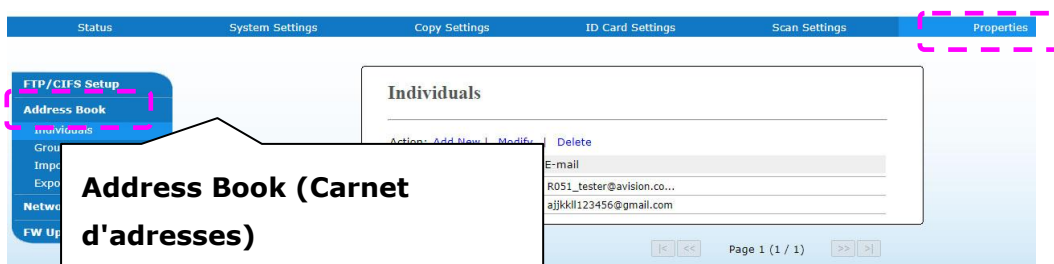 Status System Settings Copy Settings ID Card Settings Scan Settings Properties
FTP/CIFS Setup
Address Book
Individuals
Individuals
Action: Add New | Modify | Delete
E-mail
R051_tester@avision.co...
ajjkkll123456@gmail.com
Address Book (Carnet
d'adresses)
|< << Page 1 (1 / 1) >> >|